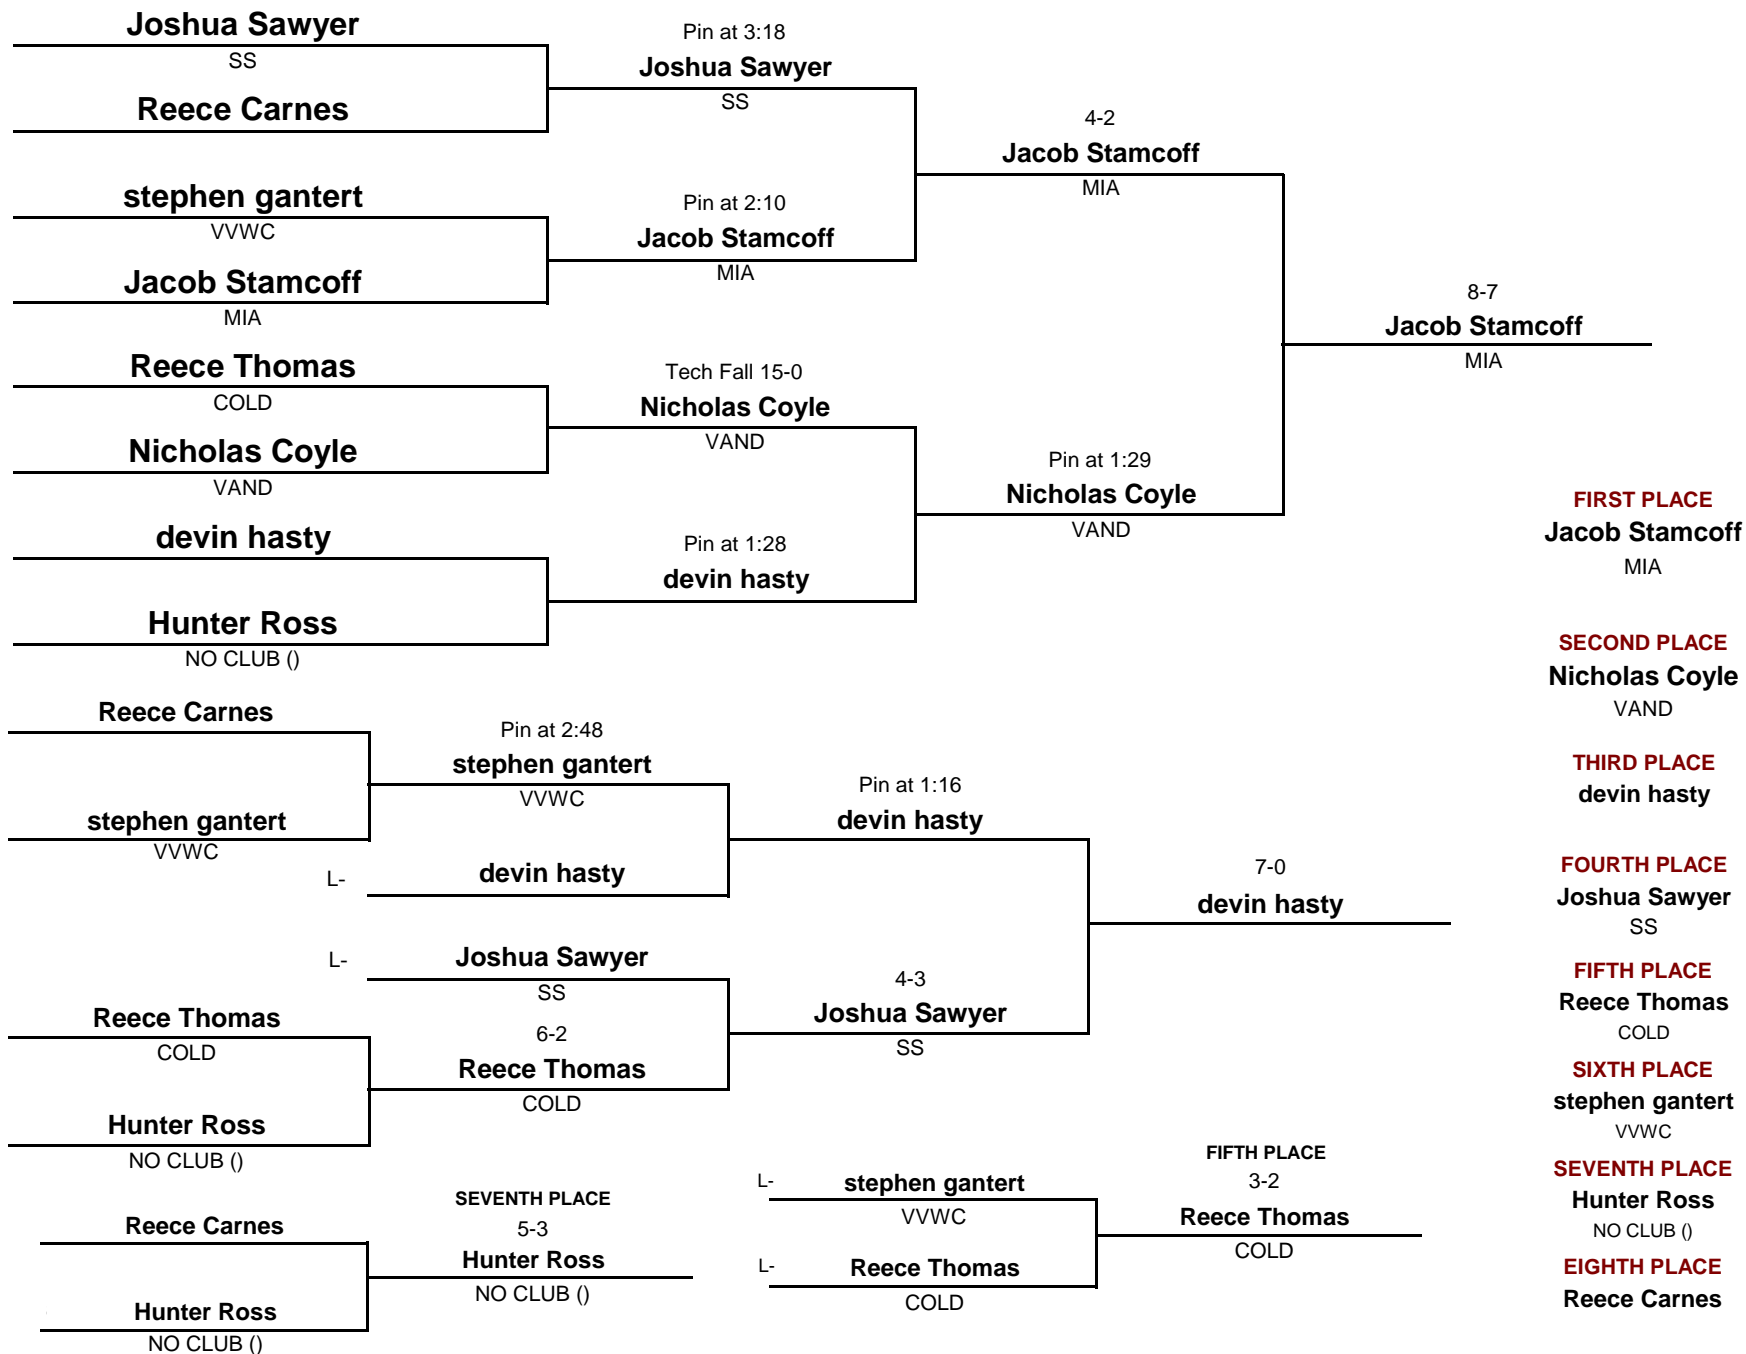 Joshua Sawyer
SS
Reece Carnes
stephen gantert
VVWC
Jacob Stamcoff
MIA
Reece Thomas
COLD
Nicholas Coyle
VAND
devin hasty
Hunter Ross
NO CLUB ()
Pin at 3:18
Joshua Sawyer
SS
Pin at 2:10
Jacob Stamcoff
MIA
Tech Fall 15-0
Nicholas Coyle
VAND
Pin at 1:28
devin hasty
4-2
Jacob Stamcoff
MIA
Pin at 1:29
Nicholas Coyle
VAND
8-7
Jacob Stamcoff
MIA
Reece Carnes
stephen gantert
VVWC
Pin at 2:48
stephen gantert
VVWC
L-
devin hasty
L-
Joshua Sawyer
SS
Reece Thomas
COLD
Hunter Ross
NO CLUB ()
6-2
Reece Thomas
COLD
Pin at 1:16
devin hasty
4-3
Joshua Sawyer
SS
7-0
devin hasty
Reece Carnes
Hunter Ross
NO CLUB ()
SEVENTH PLACE
5-3
Hunter Ross
NO CLUB ()
L-
stephen gantert
VVWC
L-
Reece Thomas
COLD
FIFTH PLACE
3-2
Reece Thomas
COLD
FIRST PLACE
Jacob Stamcoff
MIA
SECOND PLACE
Nicholas Coyle
VAND
THIRD PLACE
devin hasty
FOURTH PLACE
Joshua Sawyer
SS
FIFTH PLACE
Reece Thomas
COLD
SIXTH PLACE
stephen gantert
VVWC
SEVENTH PLACE
Hunter Ross
NO CLUB ()
EIGHTH PLACE
Reece Carnes